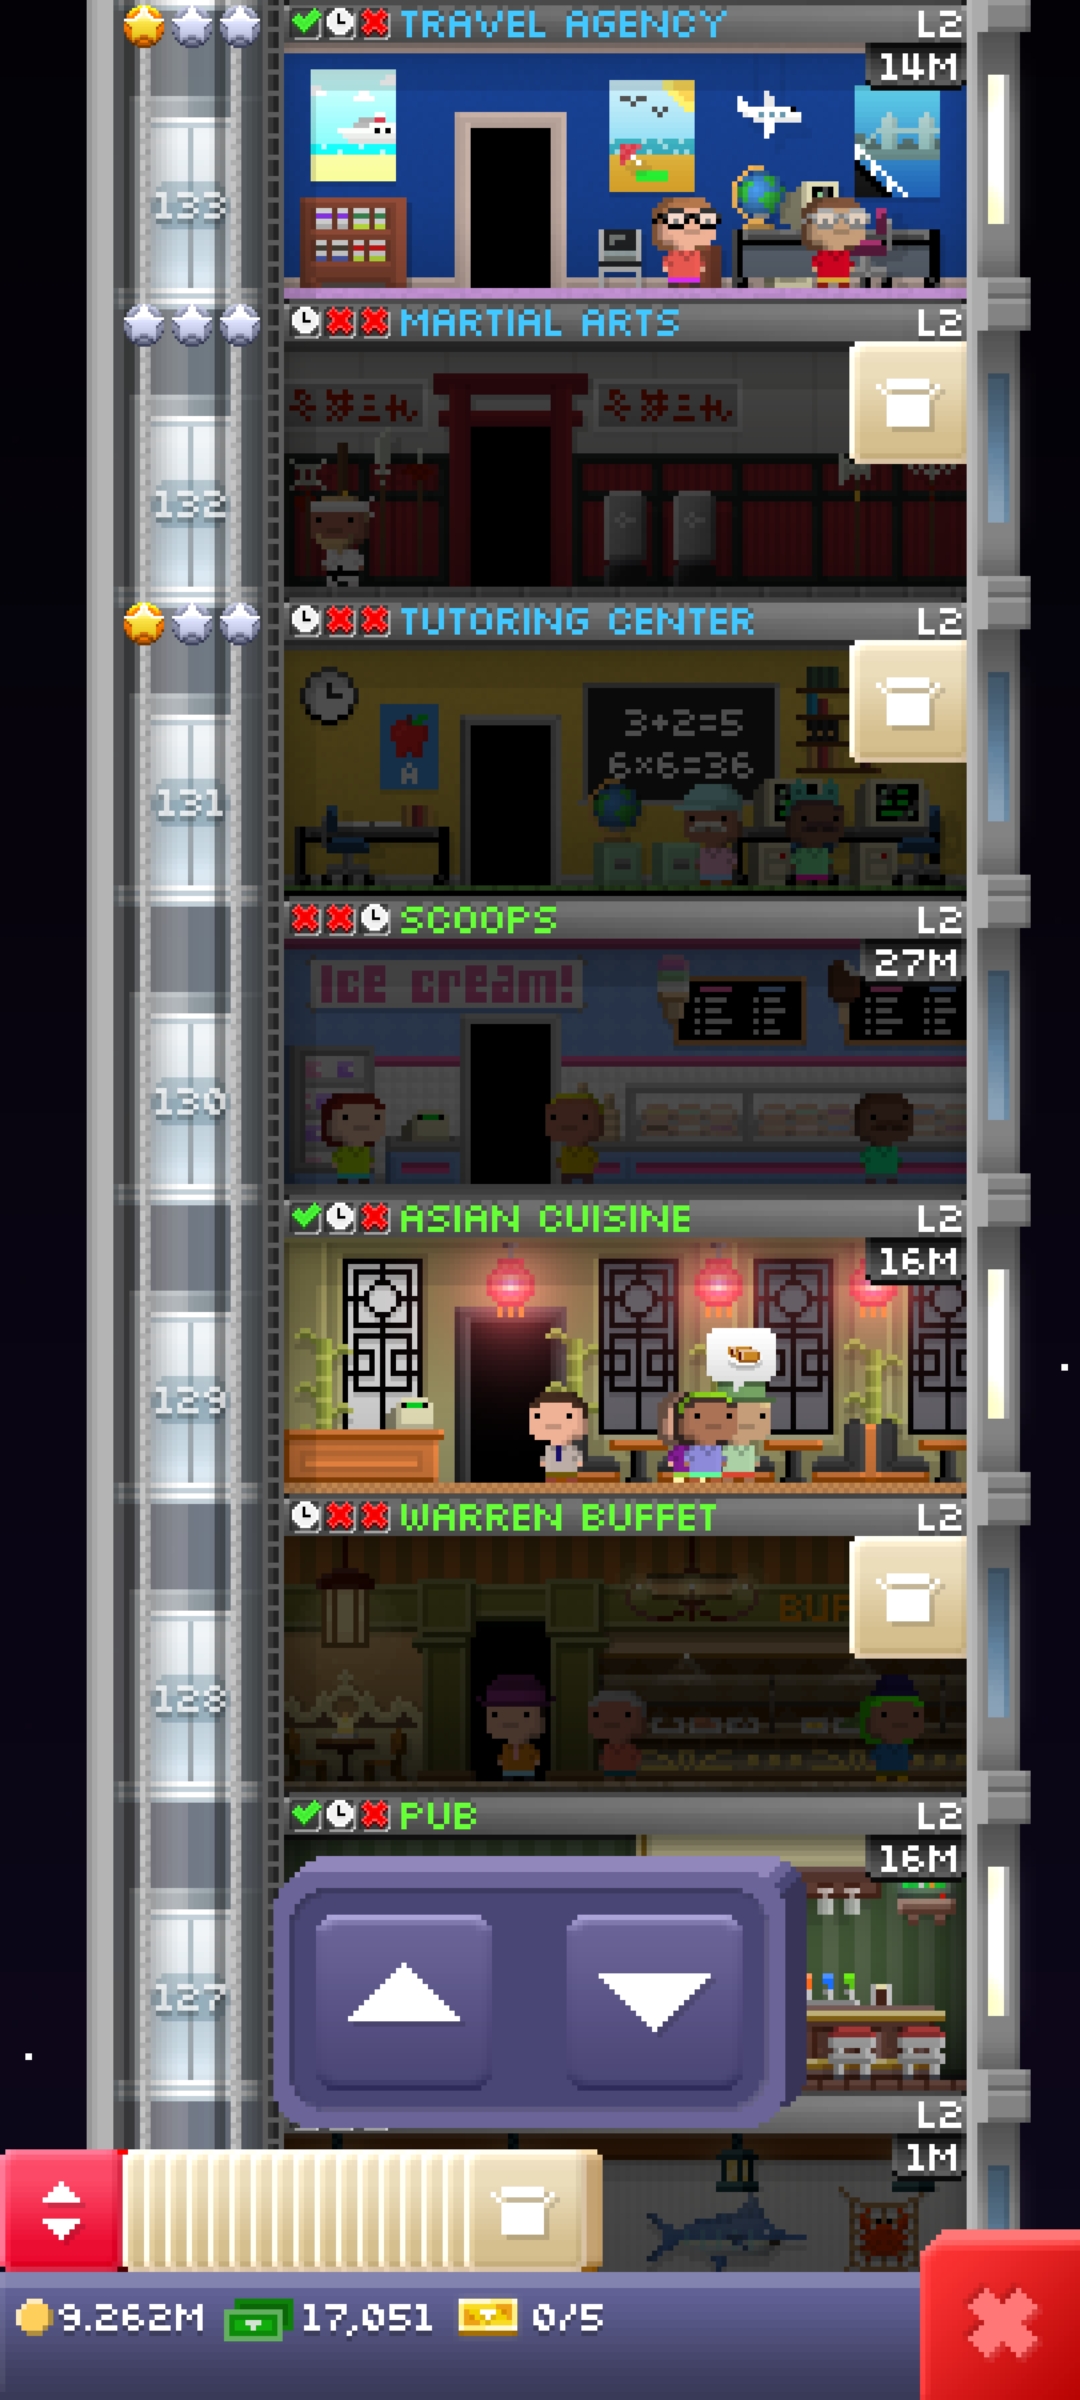 TRAVEL AGENCY L2
14M
133
MARTIAL ARTS L2
132
TUTORING CENTER L2
3+2=5
6×6=36
A
131
SCOOPS L2
27M
Ice cream!
130
ASIAN CUISINE L2
16M
129
WARREN BUFFET L2
BUF
128
PUB L2
16M
127
L2
1M
9.262M 17,051 0/5